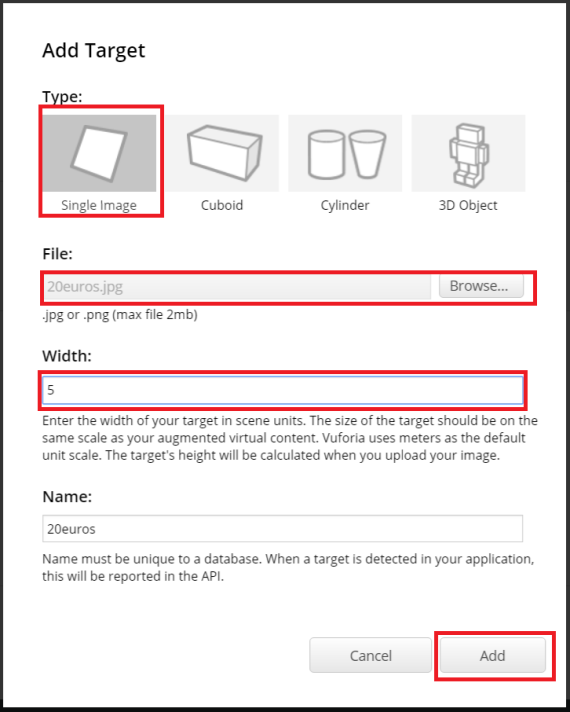 Add Target
Type:
Single Image
Cuboid
Cylinder
3D Object
File:
20euros.jpg
Browse...
.jpg or .png (max file 2mb)
Width:
5
Enter the width of your target in scene units. The size of the target should be on the
same scale as your augmented virtual content. Vuforia uses meters as the default
unit scale. The target's height will be calculated when you upload your image.
Name:
20euros
Name must be unique to a database. When a target is detected in your application,
this will be reported in the API.
Cancel
Add